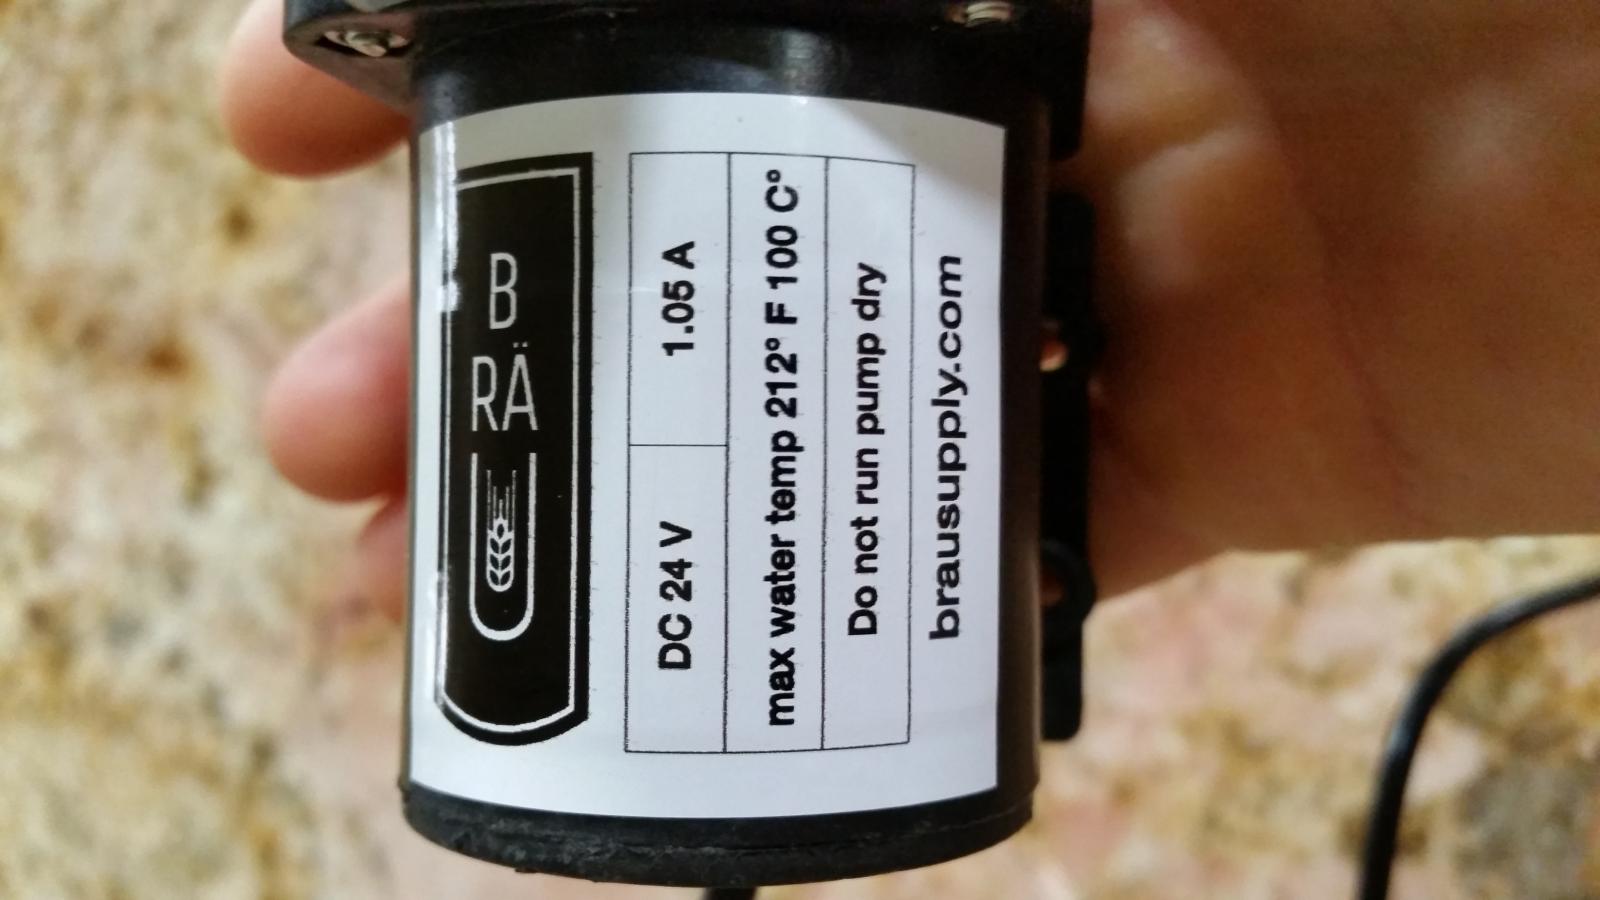 B
RÄ
DC 24 V
1.05 A
max water temp 212° F 100 C°
Do not run pump dry
brausupply.com